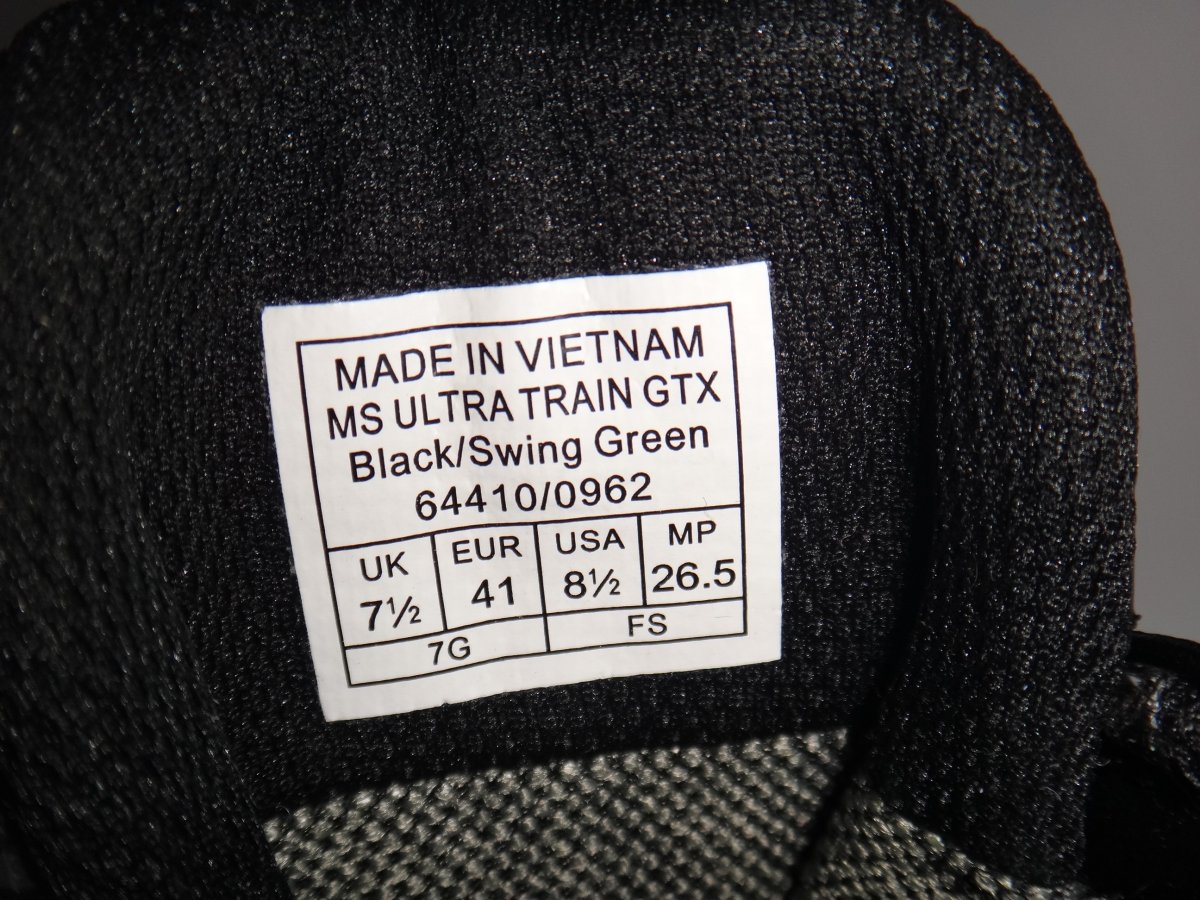 MADE IN VIETNAM
MS ULTRA TRAIN GTX
Black/Swing Green
64410/0962
UK EUR USA MP
7½ 41 8½ 26.5
7G FS